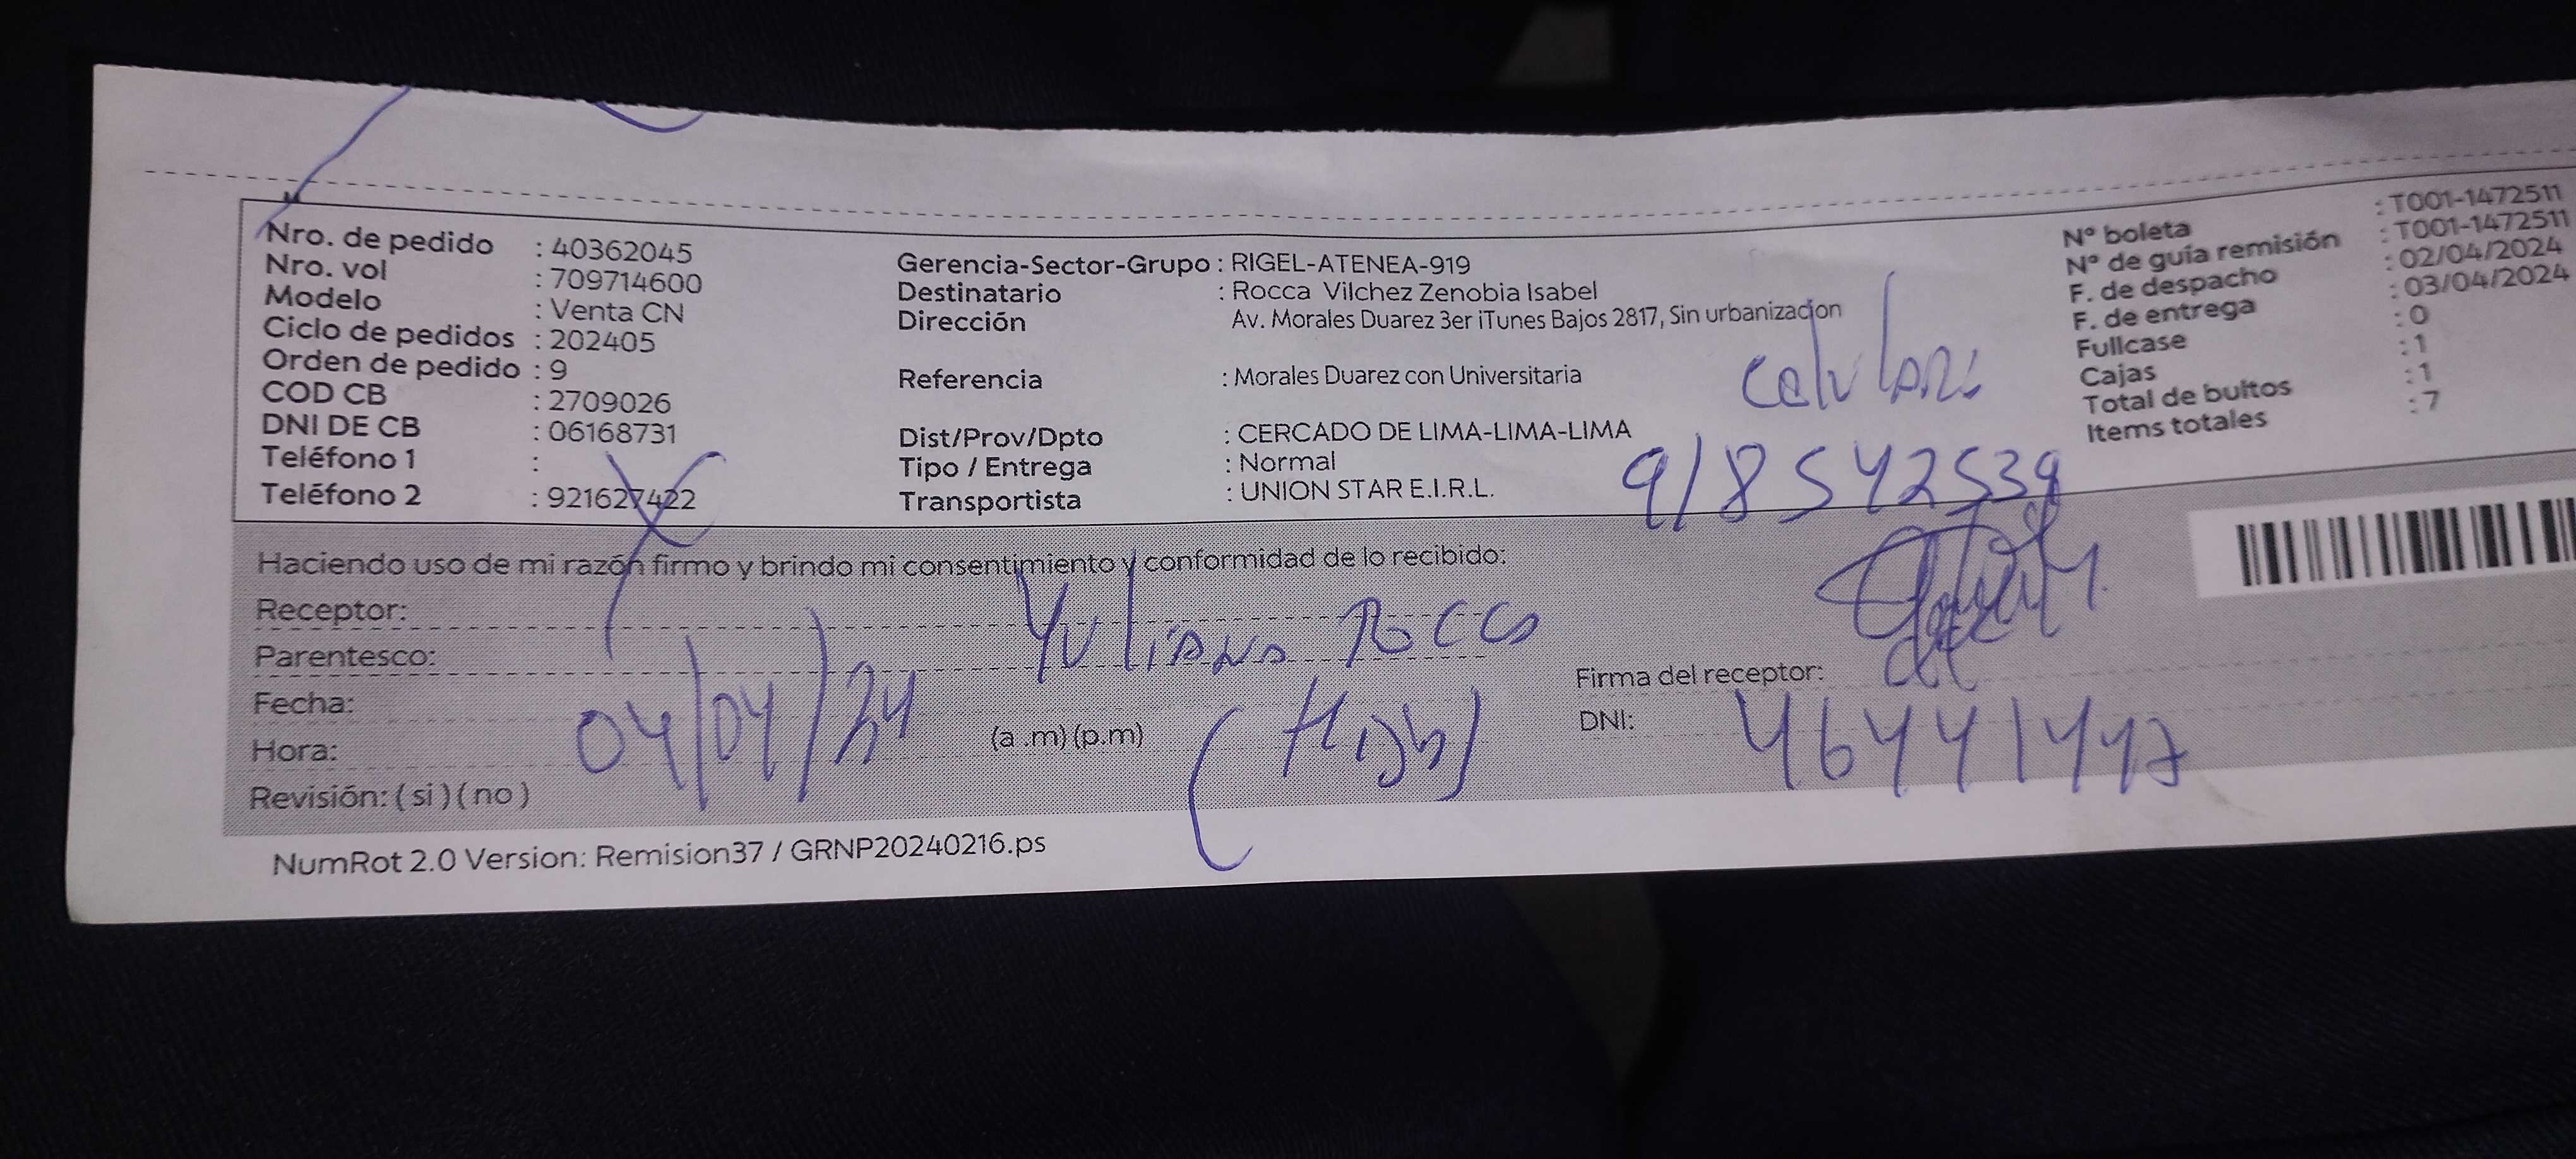 Nro. de pedido : 40362045
Nro. vol : 709714600
Modelo : Venta CN
Ciclo de pedidos : 202405
Orden de pedido : 9
COD CB : 2709026
DNI DE CB : 06168731
Teléfono 1 :
Teléfono 2 : 921627422
Gerencia-Sector-Grupo : RIGEL-ATENEA-919
Destinatario : Rocca Vilchez Zenobia Isabel
Dirección Av. Morales Duarez 3er iTunes Bajos 2817, Sin urbanizacion
Referencia : Morales Duarez con Universitaria
Dist/Prov/Dpto : CERCADO DE LIMA-LIMA-LIMA
Tipo / Entrega : Normal
Transportista : UNION STAR E.I.R.L.
N° boleta : T001-1472511
N° de guía remisión : T001-1472511
F. de despacho : 02/04/2024
F. de entrega : 03/04/2024
Fullcase : 0
Cajas : 1
Total de bultos : 1
Items totales : 7
918542539
Haciendo uso de mi razón firmo y brindo mi consentimiento y conformidad de lo recibido:
Receptor: Yuliana Rocca
Parentesco:
(Hija)
Fecha: 04/04/24
Hora: (a .m) (p.m)
Revisión: ( si ) ( no )
Firma del receptor:
DNI: 46441447
NumRot 2.0 Version: Remision37 / GRNP20240216.ps